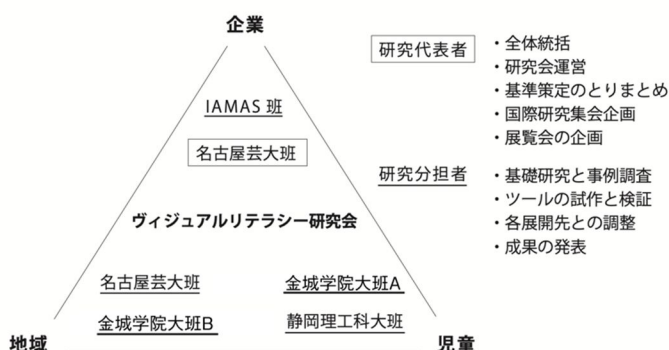 企業
IAMAS 班
名古屋芸大班
ヴィジュアルリテラシー研究会
名古屋芸大班
金城学院大班A
金城学院大班B
静岡理工科大班
地域
児童
研究代表者
・全体統括
・研究会運営
・基準策定のとりまとめ
・国際研究集会企画
・展覧会の企画
研究分担者
・基礎研究と事例調査
・ツールの試作と検証
・各展開先との調整
・成果の発表